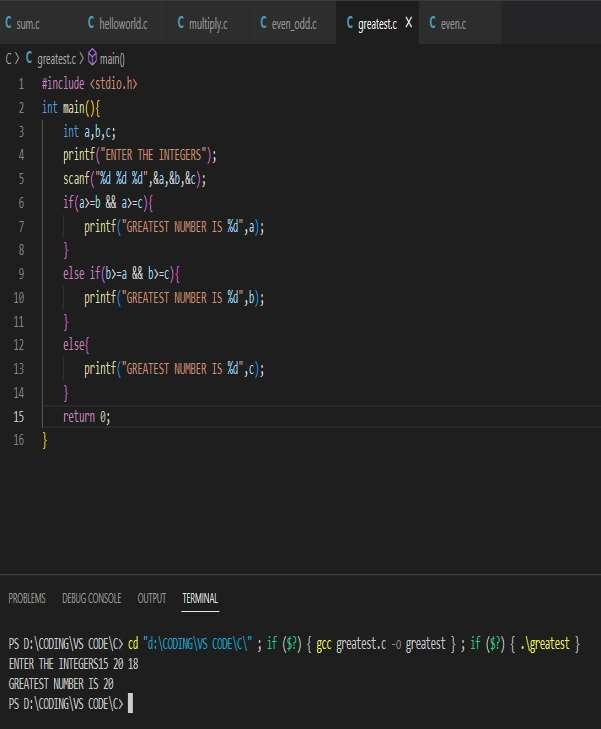 C sum.c C helloworld.c C multiply.c C even_odd.c C greatest.c X C even.c
C > C greatest.c > main()
1 #include <stdio.h>
2 int main(){
3 int a,b,c;
4 printf("ENTER THE INTEGERS");
5 scanf("%d %d %d",&a,&b,&c);
6 if(a>=b && a>=c){
7 printf("GREATEST NUMBER IS %d",a);
8 }
9 else if(b>=a && b>=c){
10 printf("GREATEST NUMBER IS %d",b);
11 }
12 else{
13 printf("GREATEST NUMBER IS %d",c);
14 }
15 return 0;
16 }
PROBLEMS DEBUG CONSOLE OUTPUT TERMINAL
PS D:\CODING\VS CODE\C> cd "d:\CODING\VS CODE\C\" ; if ($?) { gcc greatest.c -o greatest } ; if ($?) { .\greatest }
ENTER THE INTEGERS15 20 18
GREATEST NUMBER IS 20
PS D:\CODING\VS CODE\C>